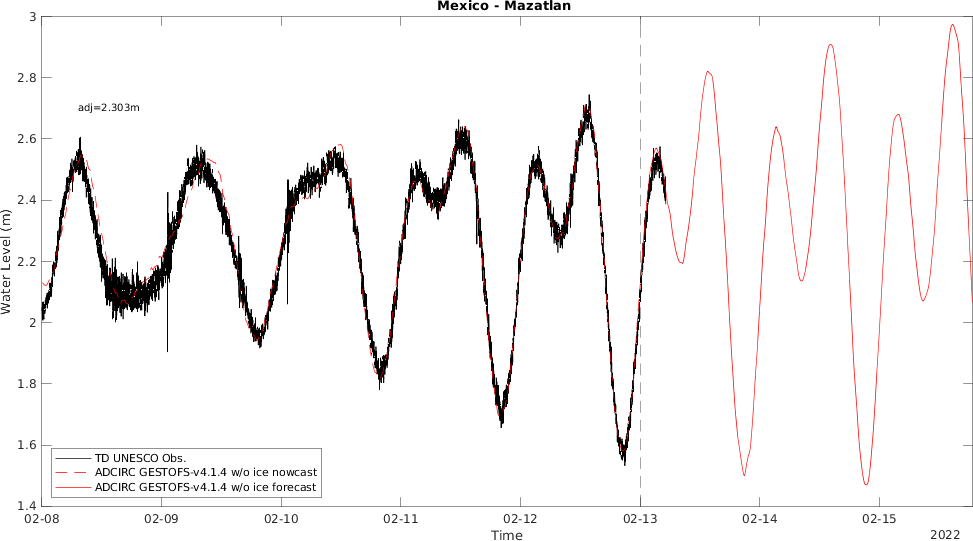 Mexico - Mazatlan
3
2.8
2.6
2.4
2.2
2
1.8
1.6
1.4
Water Level (m)
adj=2.303m
TD UNESCO Obs.
ADCIRC GESTOFS-v4.1.4 w/o ice nowcast
ADCIRC GESTOFS-v4.1.4 w/o ice forecast
02-08 02-09 02-10 02-11 02-12 02-13 02-14 02-15
Time
2022